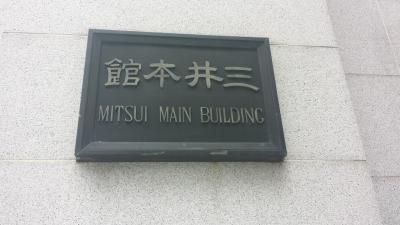 三井本館
MITSUI MAIN BUILDING